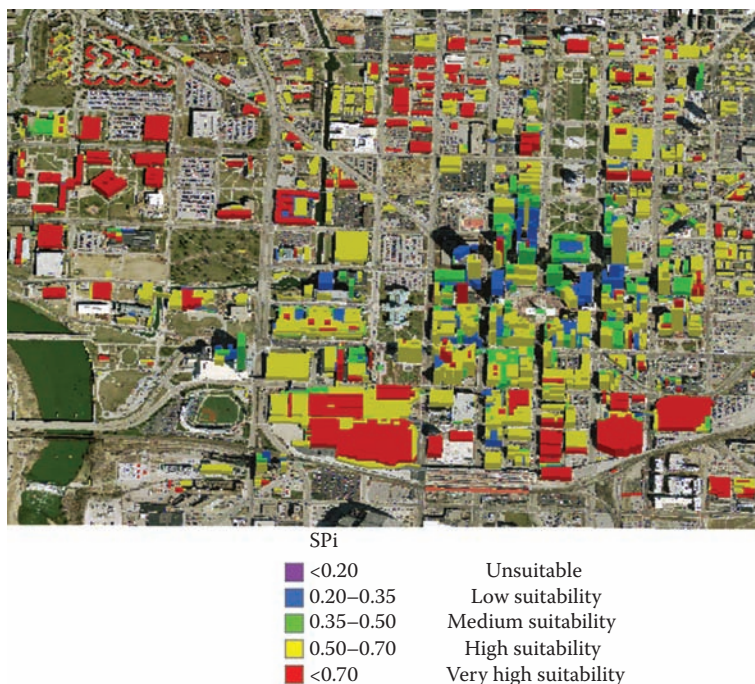 SPi
<0.20 Unsuitable
0.20–0.35 Low suitability
0.35–0.50 Medium suitability
0.50–0.70 High suitability
<0.70 Very high suitability